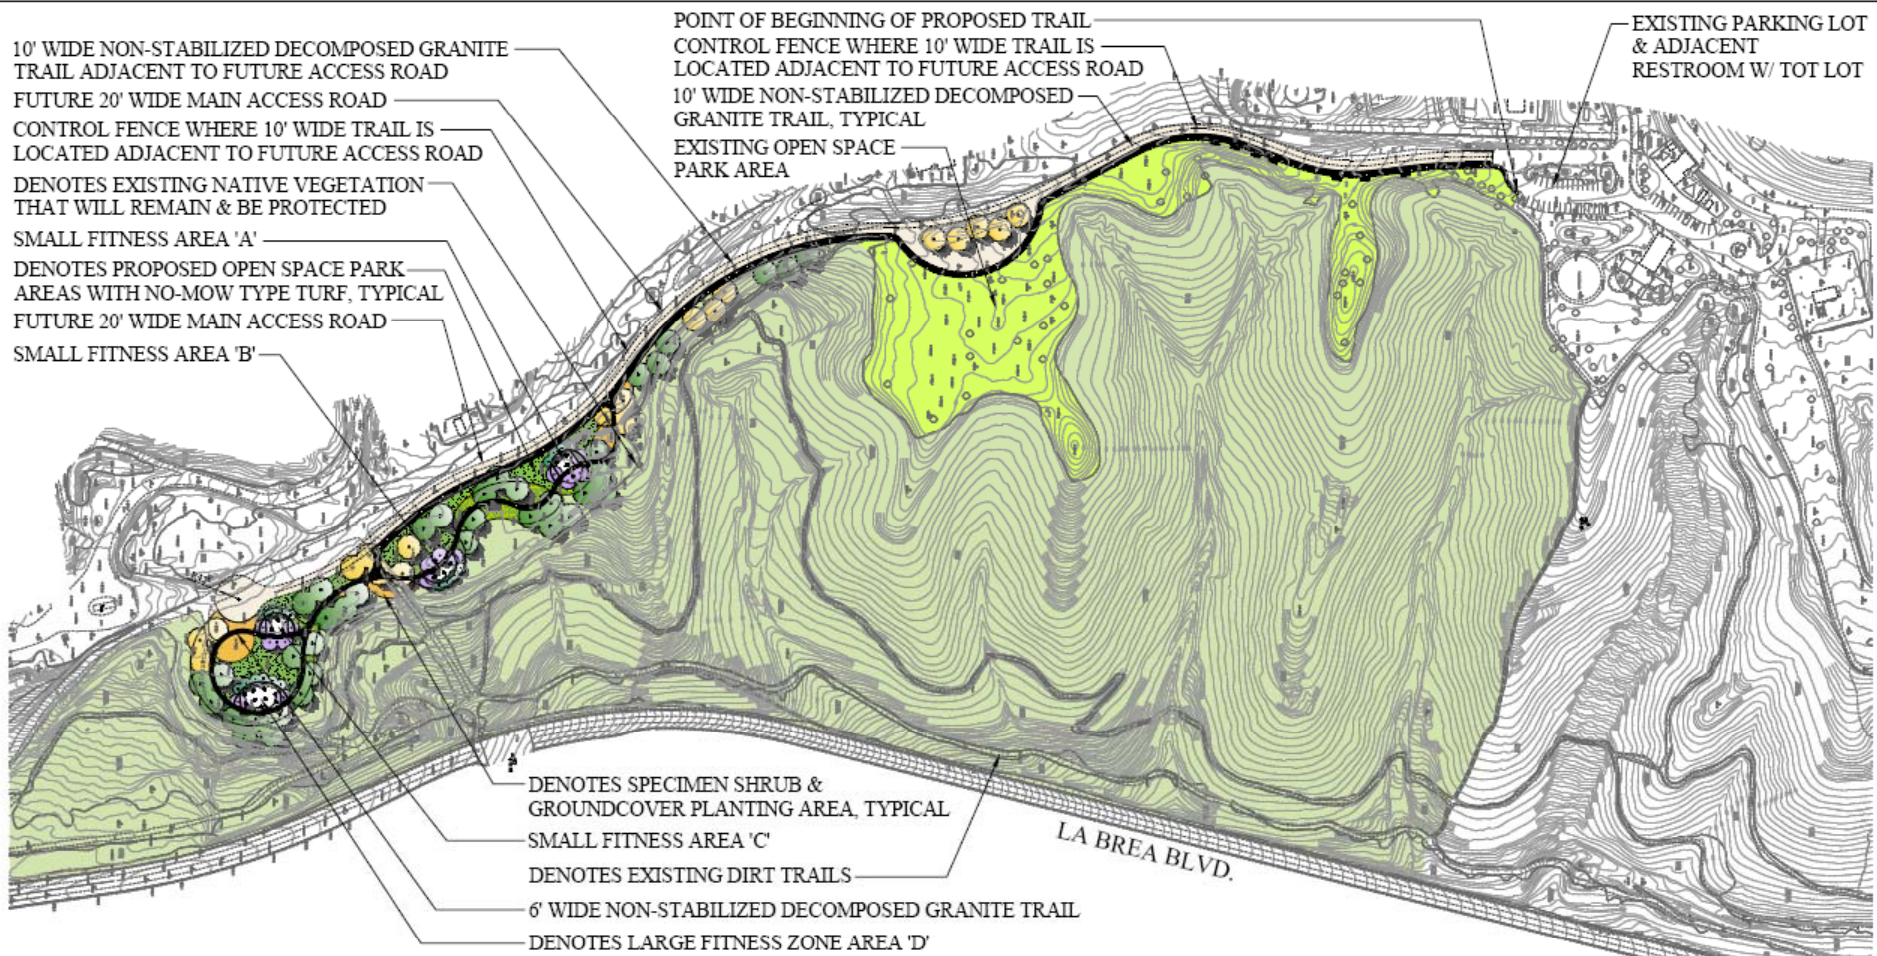 10' WIDE NON-STABILIZED DECOMPOSED GRANITE
TRAIL ADJACENT TO FUTURE ACCESS ROAD
FUTURE 20' WIDE MAIN ACCESS ROAD
CONTROL FENCE WHERE 10' WIDE TRAIL IS
LOCATED ADJACENT TO FUTURE ACCESS ROAD
DENOTES EXISTING NATIVE VEGETATION
THAT WILL REMAIN & BE PROTECTED
SMALL FITNESS AREA 'A'
DENOTES PROPOSED OPEN SPACE PARK
AREAS WITH NO-MOW TYPE TURF, TYPICAL
FUTURE 20' WIDE MAIN ACCESS ROAD
SMALL FITNESS AREA 'B'
POINT OF BEGINNING OF PROPOSED TRAIL
CONTROL FENCE WHERE 10' WIDE TRAIL IS
LOCATED ADJACENT TO FUTURE ACCESS ROAD
10' WIDE NON-STABILIZED DECOMPOSED
GRANITE TRAIL, TYPICAL
EXISTING OPEN SPACE
PARK AREA
EXISTING PARKING LOT
& ADJACENT
RESTROOM W/ TOT LOT
DENOTES SPECIMEN SHRUB &
GROUNDCOVER PLANTING AREA, TYPICAL
SMALL FITNESS AREA 'C'
DENOTES EXISTING DIRT TRAILS
6' WIDE NON-STABILIZED DECOMPOSED GRANITE TRAIL
DENOTES LARGE FITNESS ZONE AREA 'D'
LA BREA BLVD.